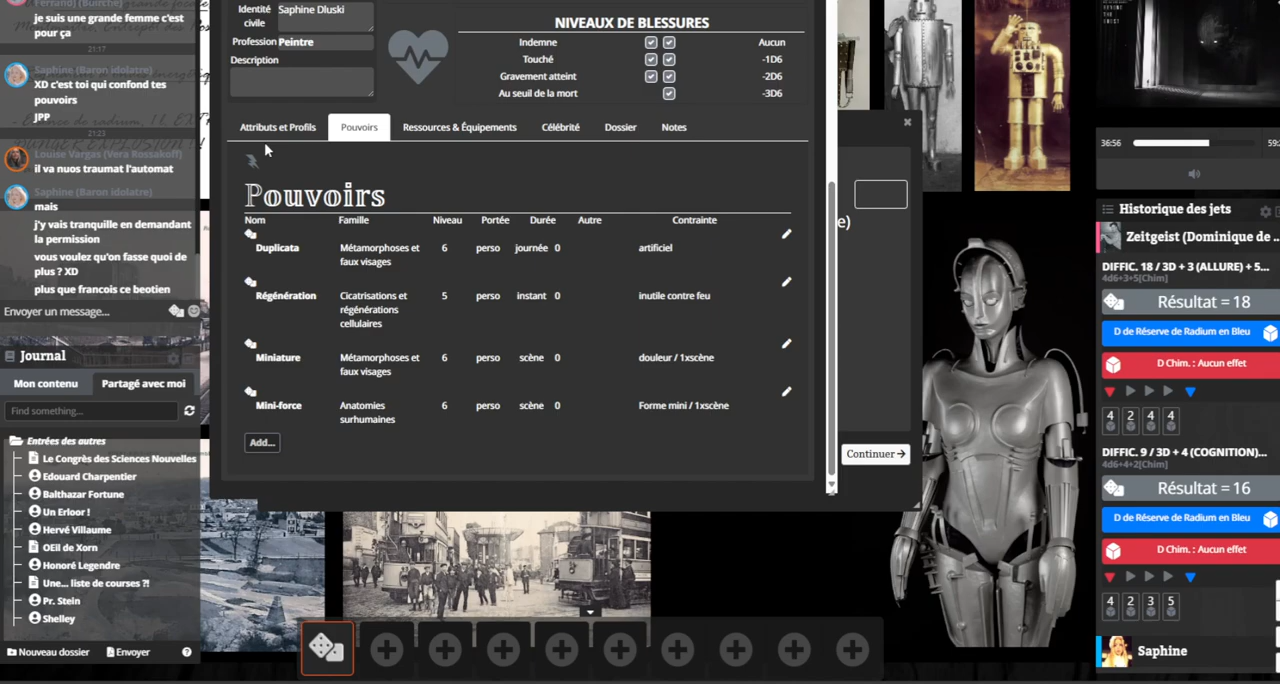 Ferrand) (Buriche)
je suis une grande femme c'est
pour ça
21:17
Saphine (Baron idolatre)
XD c'est toi qui confond tes
pouvoirs
JPP
21:23
Louise Vargas (Vera Rossakoff)
il va nuos traumat l'automat
Saphine (Baron idolatre)
mais
j'y vais tranquille en demandant
la permission
vous voulez qu'on fasse quoi de
plus ? XD
plus que francois ce beotien
Envoyer un message...
Journal
Mon contenu
Partagé avec moi
Find something...
Entrées des autres
Le Congrès des Sciences Nouvelles
Edouard Charpentier
Balthazar Fortune
Un Erloor !
Hervé Villaume
OEil de Xorn
Honoré Legendre
Une... liste de courses ?!
Pr. Stein
Shelley
Nouveau dossier
Envoyer
?
Identité
civile
Saphine Dluski
Profession Peintre
Description
NIVEAUX DE BLESSURES
Indemne Aucun
Touché -1D6
Gravement atteint -2D6
Au seuil de la mort -3D6
Attributs et Profils Pouvoirs Ressources & Équipements Célébrité Dossier Notes
Pouvoirs
Nom Famille Niveau Portée Durée Autre Contrainte
Duplicata Métamorphoses et 6 perso journée 0 artificiel
faux visages
Régénération Cicatrisations et 5 perso instant 0 inutile contre feu
régénérations
cellulaires
Miniature Métamorphoses et 6 perso scène 0 douleur / 1xscène
faux visages
Mini-force Anatomies 6 perso scène 0 Forme mini / 1xscène
surhumaines
Add...
e)
Continuer
36:56
59:
Historique des jets
Zeitgeist (Dominique de ...
DIFFIC. 18 / 3D + 3 (ALLURE) + 5...
4d6+3+5[Chim]
Résultat = 18
D de Réserve de Radium en Bleu
D Chim. : Aucun effet
4 2 4 4
DIFFIC. 9 / 3D + 4 (COGNITION)...
4d6+4+2[Chim]
Résultat = 16
D de Réserve de Radium en Bleu
D Chim. : Aucun effet
4 2 3 5
Saphine